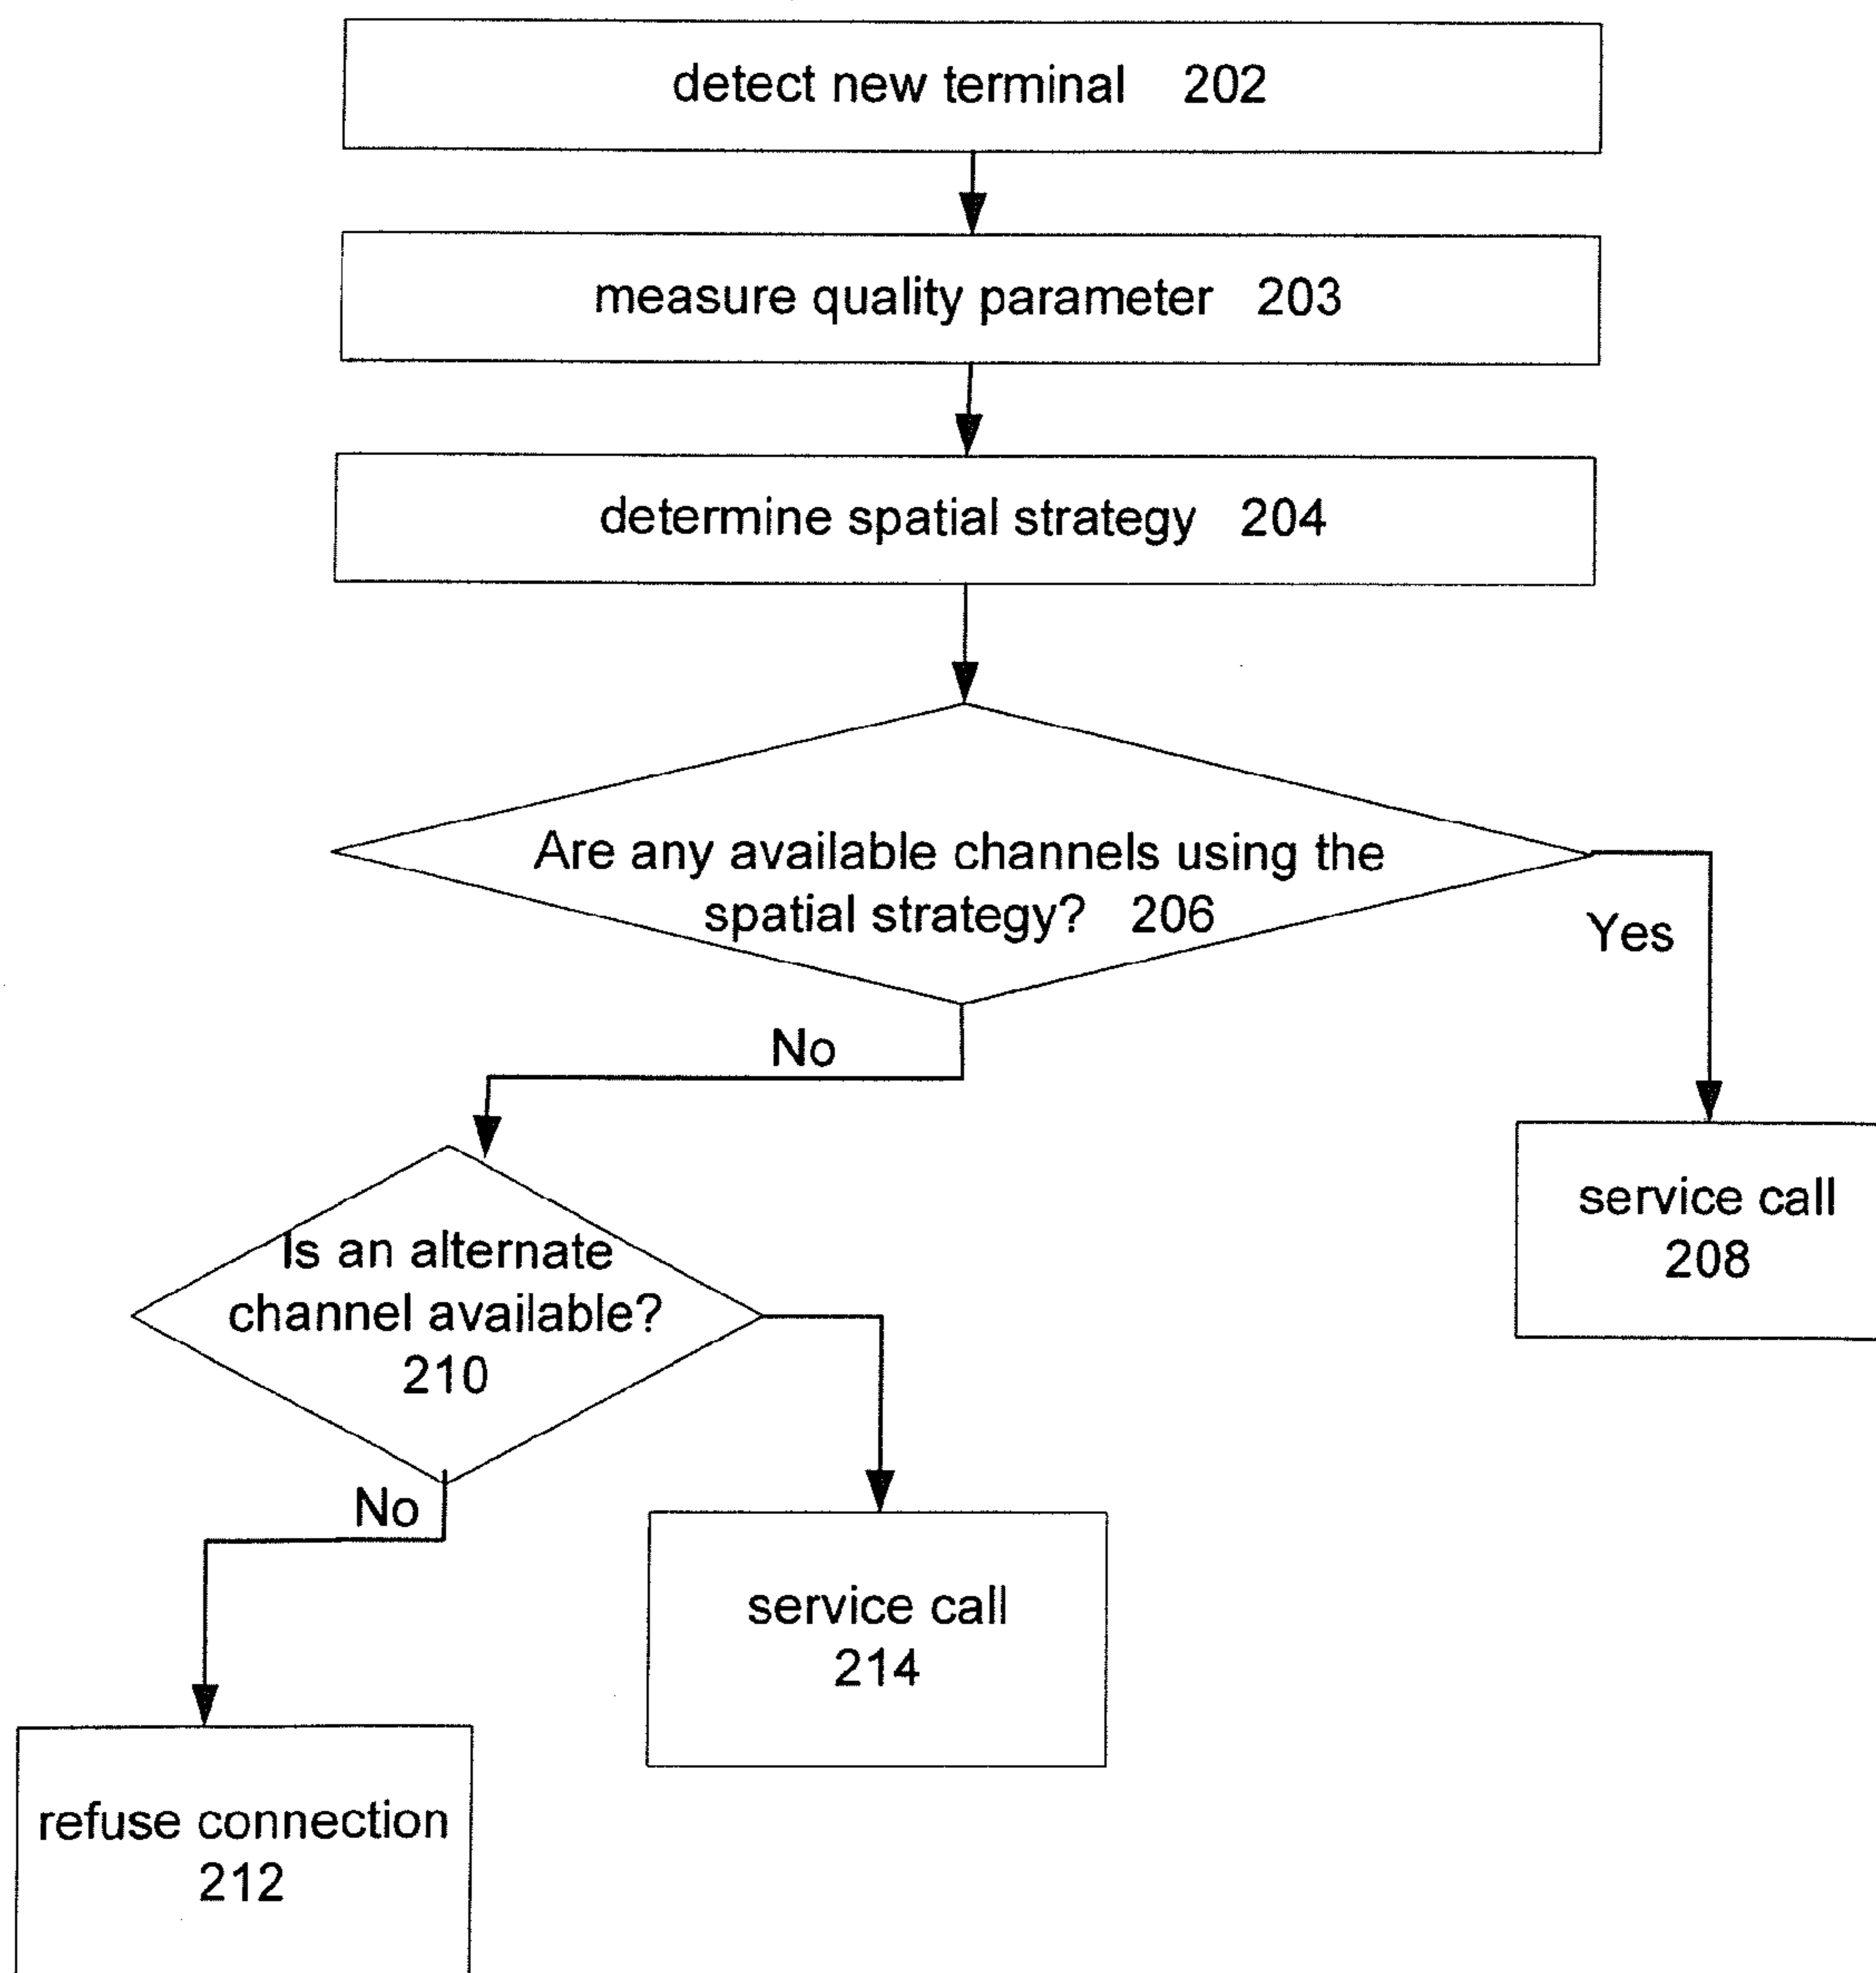 detect new terminal 202
measure quality parameter 203
determine spatial strategy 204
Are any available channels using the
spatial strategy? 206
Yes
No
service call
208
Is an alternate
channel available?
210
No
service call
214
refuse connection
212